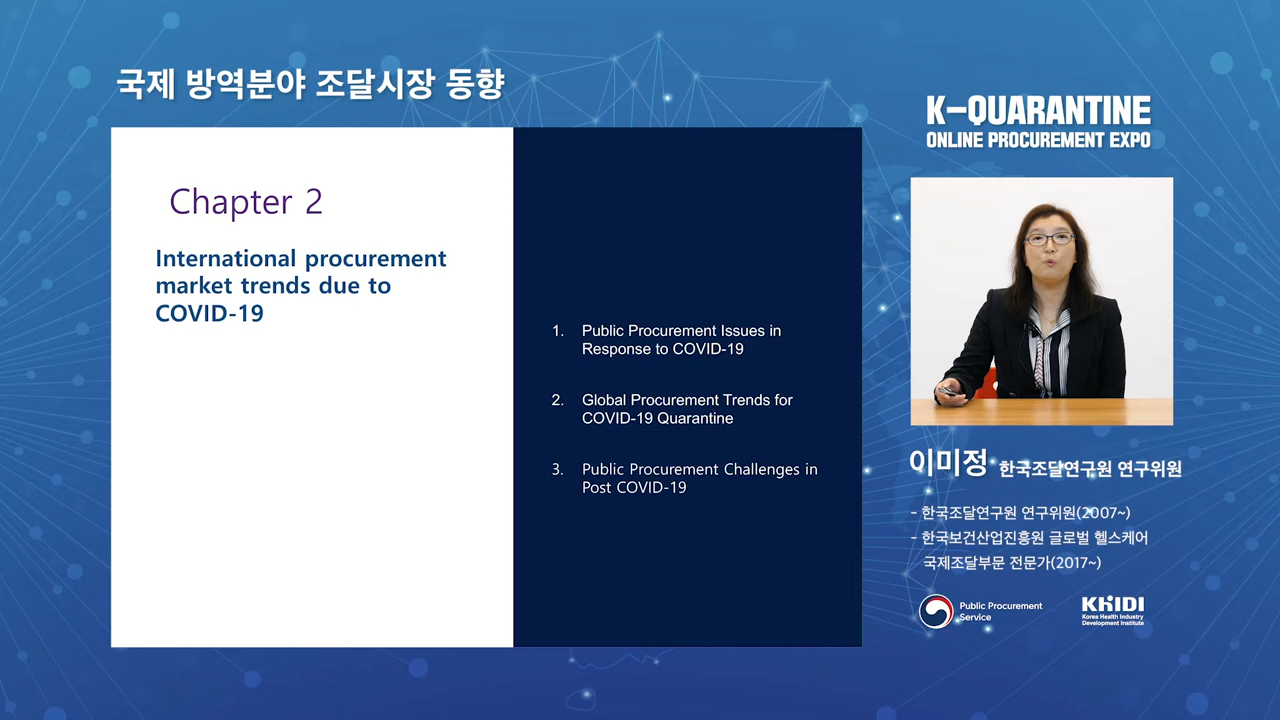 국제 방역분야 조달시장 동향
Chapter 2
International procurement
market trends due to
COVID-19
1. Public Procurement Issues in
Response to COVID-19
2. Global Procurement Trends for
COVID-19 Quarantine
3. Public Procurement Challenges in
Post COVID-19
K-QUARANTINE
ONLINE PROCUREMENT EXPO
이미정 한국조달연구원 연구위원
- 한국조달연구원 연구위원(2007~)
- 한국보건산업진흥원 글로벌 헬스케어
국제조달부문 전문가(2017~)
Public Procurement
Service
KHIDI
Korea Health Industry
Development Institute